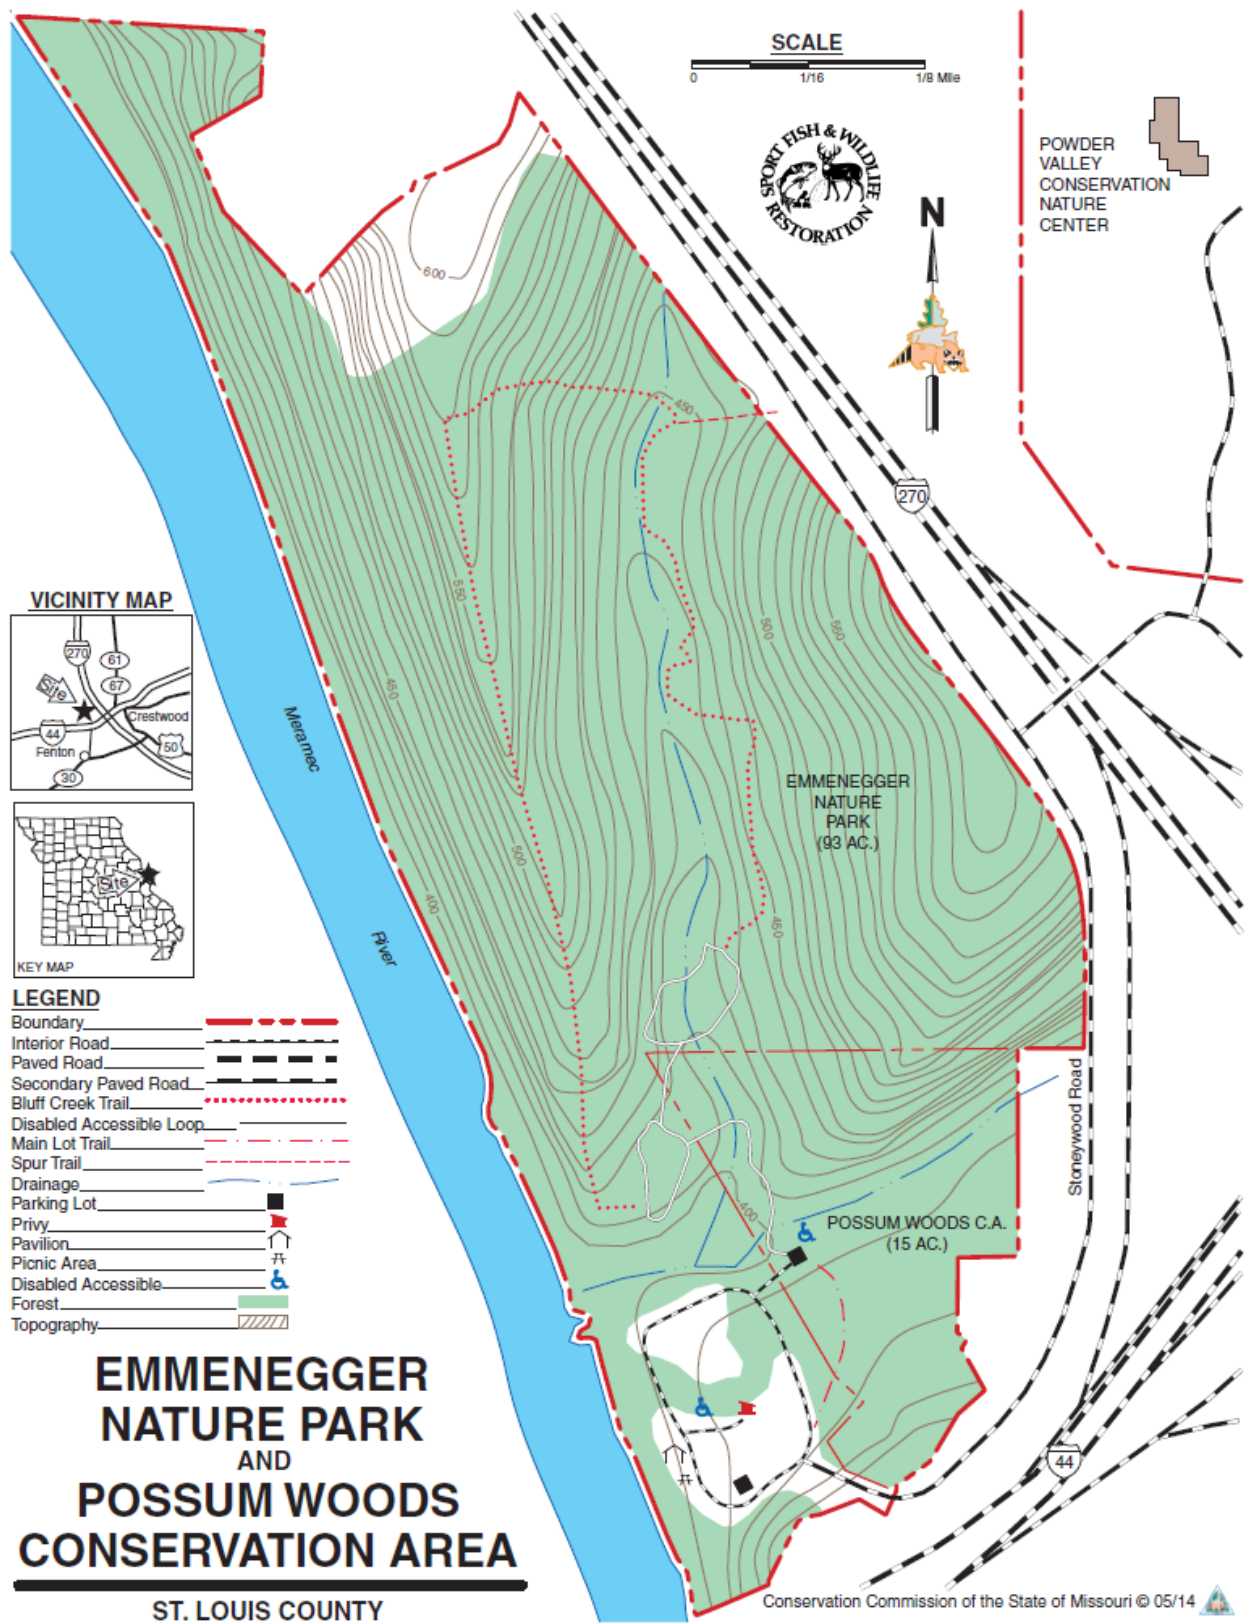 SCALE
0 1/16 1/8 Mile
SPORT FISH & WILDLIFE
RESTORATION
POWDER
VALLEY
CONSERVATION
NATURE
CENTER
N
600
450
270
550
500
550
450
VICINITY MAP
270
61
67
Site
Crestwood
44
Fenton
50
30
Meramec
River
EMMENEGGER
NATURE
PARK
(93 AC.)
500
400
450
Site
KEY MAP
LEGEND
Boundary
Interior Road
Paved Road
Secondary Paved Road
Bluff Creek Trail
Disabled Accessible Loop
Main Lot Trail
Spur Trail
Drainage
Parking Lot
Privy
Pavilion
Picnic Area
Disabled Accessible
Forest
Topography
Stoneywood Road
400
POSSUM WOODS C.A.
(15 AC.)
44
EMMENEGGER
NATURE PARK
AND
POSSUM WOODS
CONSERVATION AREA
ST. LOUIS COUNTY
Conservation Commission of the State of Missouri © 05/14